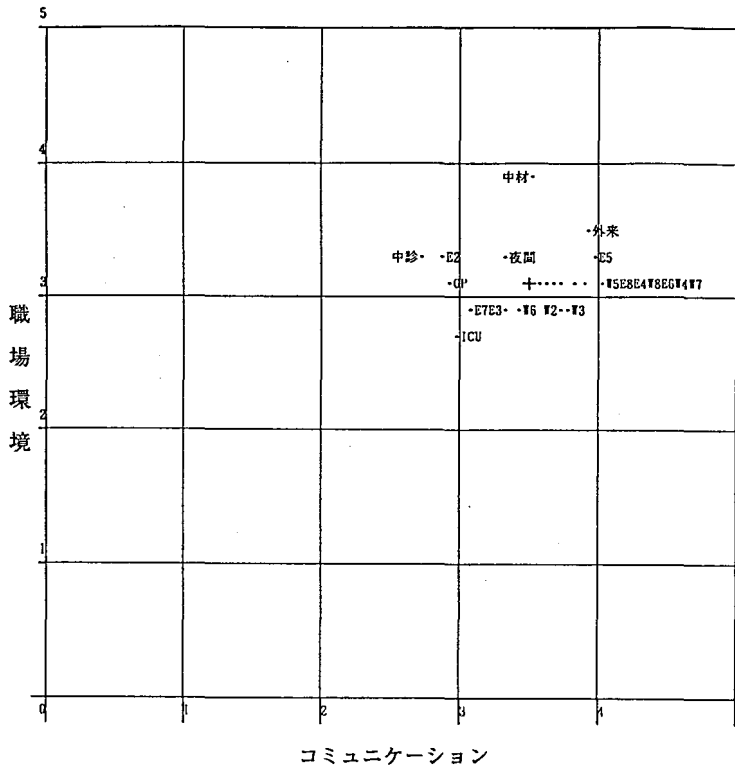 5
4
中材・
・外来
中診・ ・E2 ・夜間 ・E5
3 ・OP +・・・・ ・・ ・W5E8E4W8E6W4W7
・E7E3・ ・W6 W2・・W3
・ICU
2
1
0 1 2 3 4
職場環境
コミュニケーション